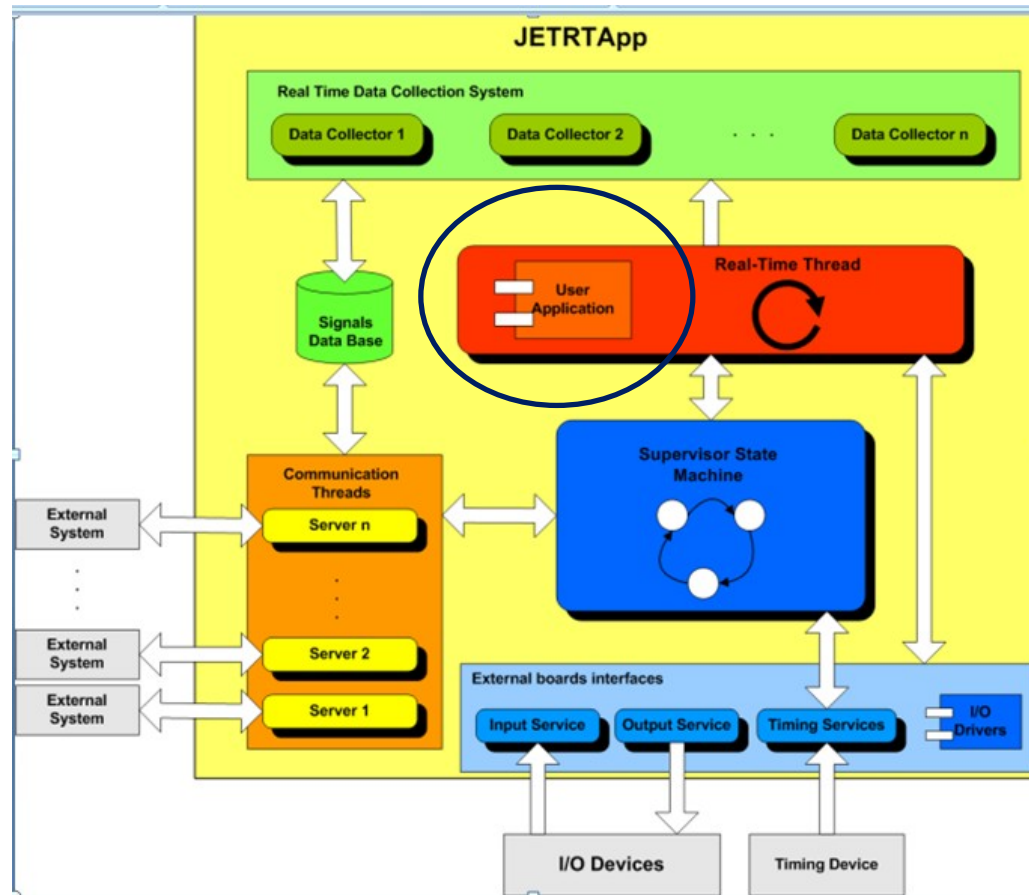 JETRTApp
Real Time Data Collection System
Data Collector 1
Data Collector 2
. . .
Data Collector n
Real-Time Thread
User
Application
Signals
Data Base
Supervisor State
Machine
Communication
Threads
Server n
External
System
.
.
.
.
.
.
Server 2
External
System
Server 1
External
System
External boards interfaces
Input Service
Output Service
Timing Services
I/O
Drivers
I/O Devices
Timing Device